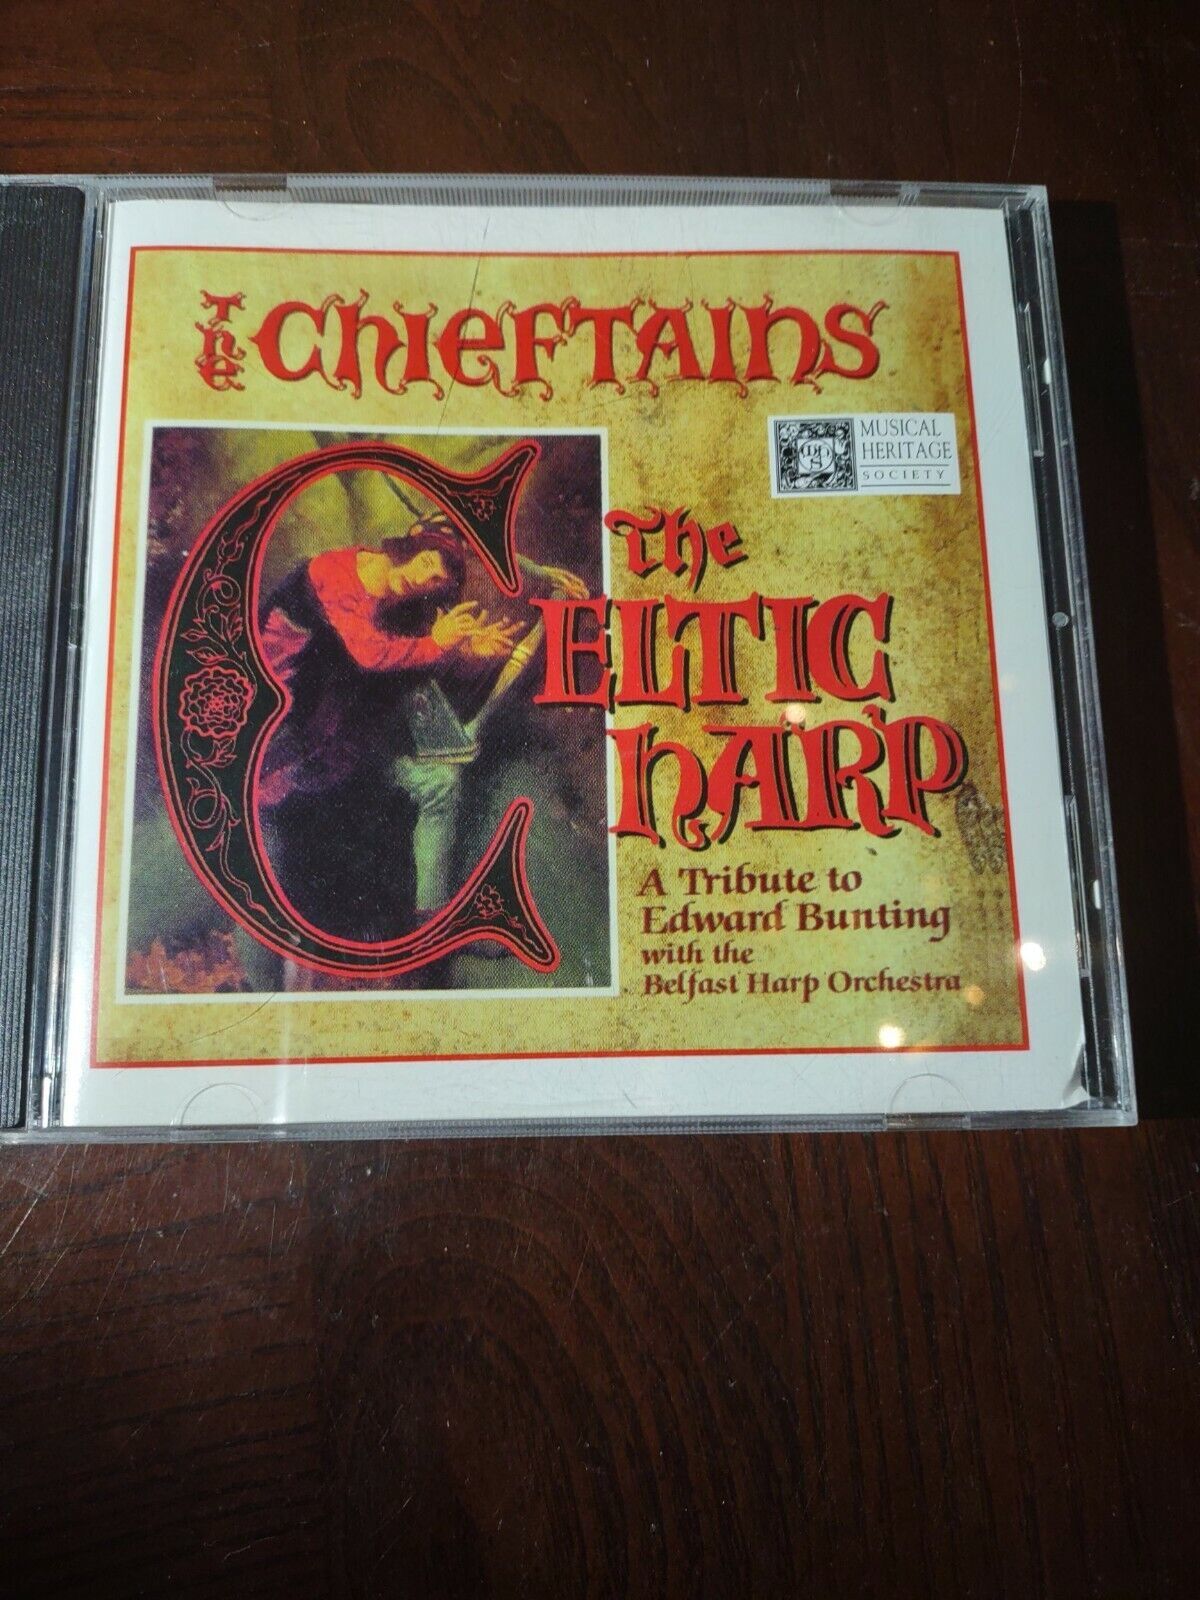 The Chieftains
MUSICAL
HERITAGE
SOCIETY
The
CELTIC
HARP
A Tribute to
Edward Bunting
with the
Belfast Harp Orchestra